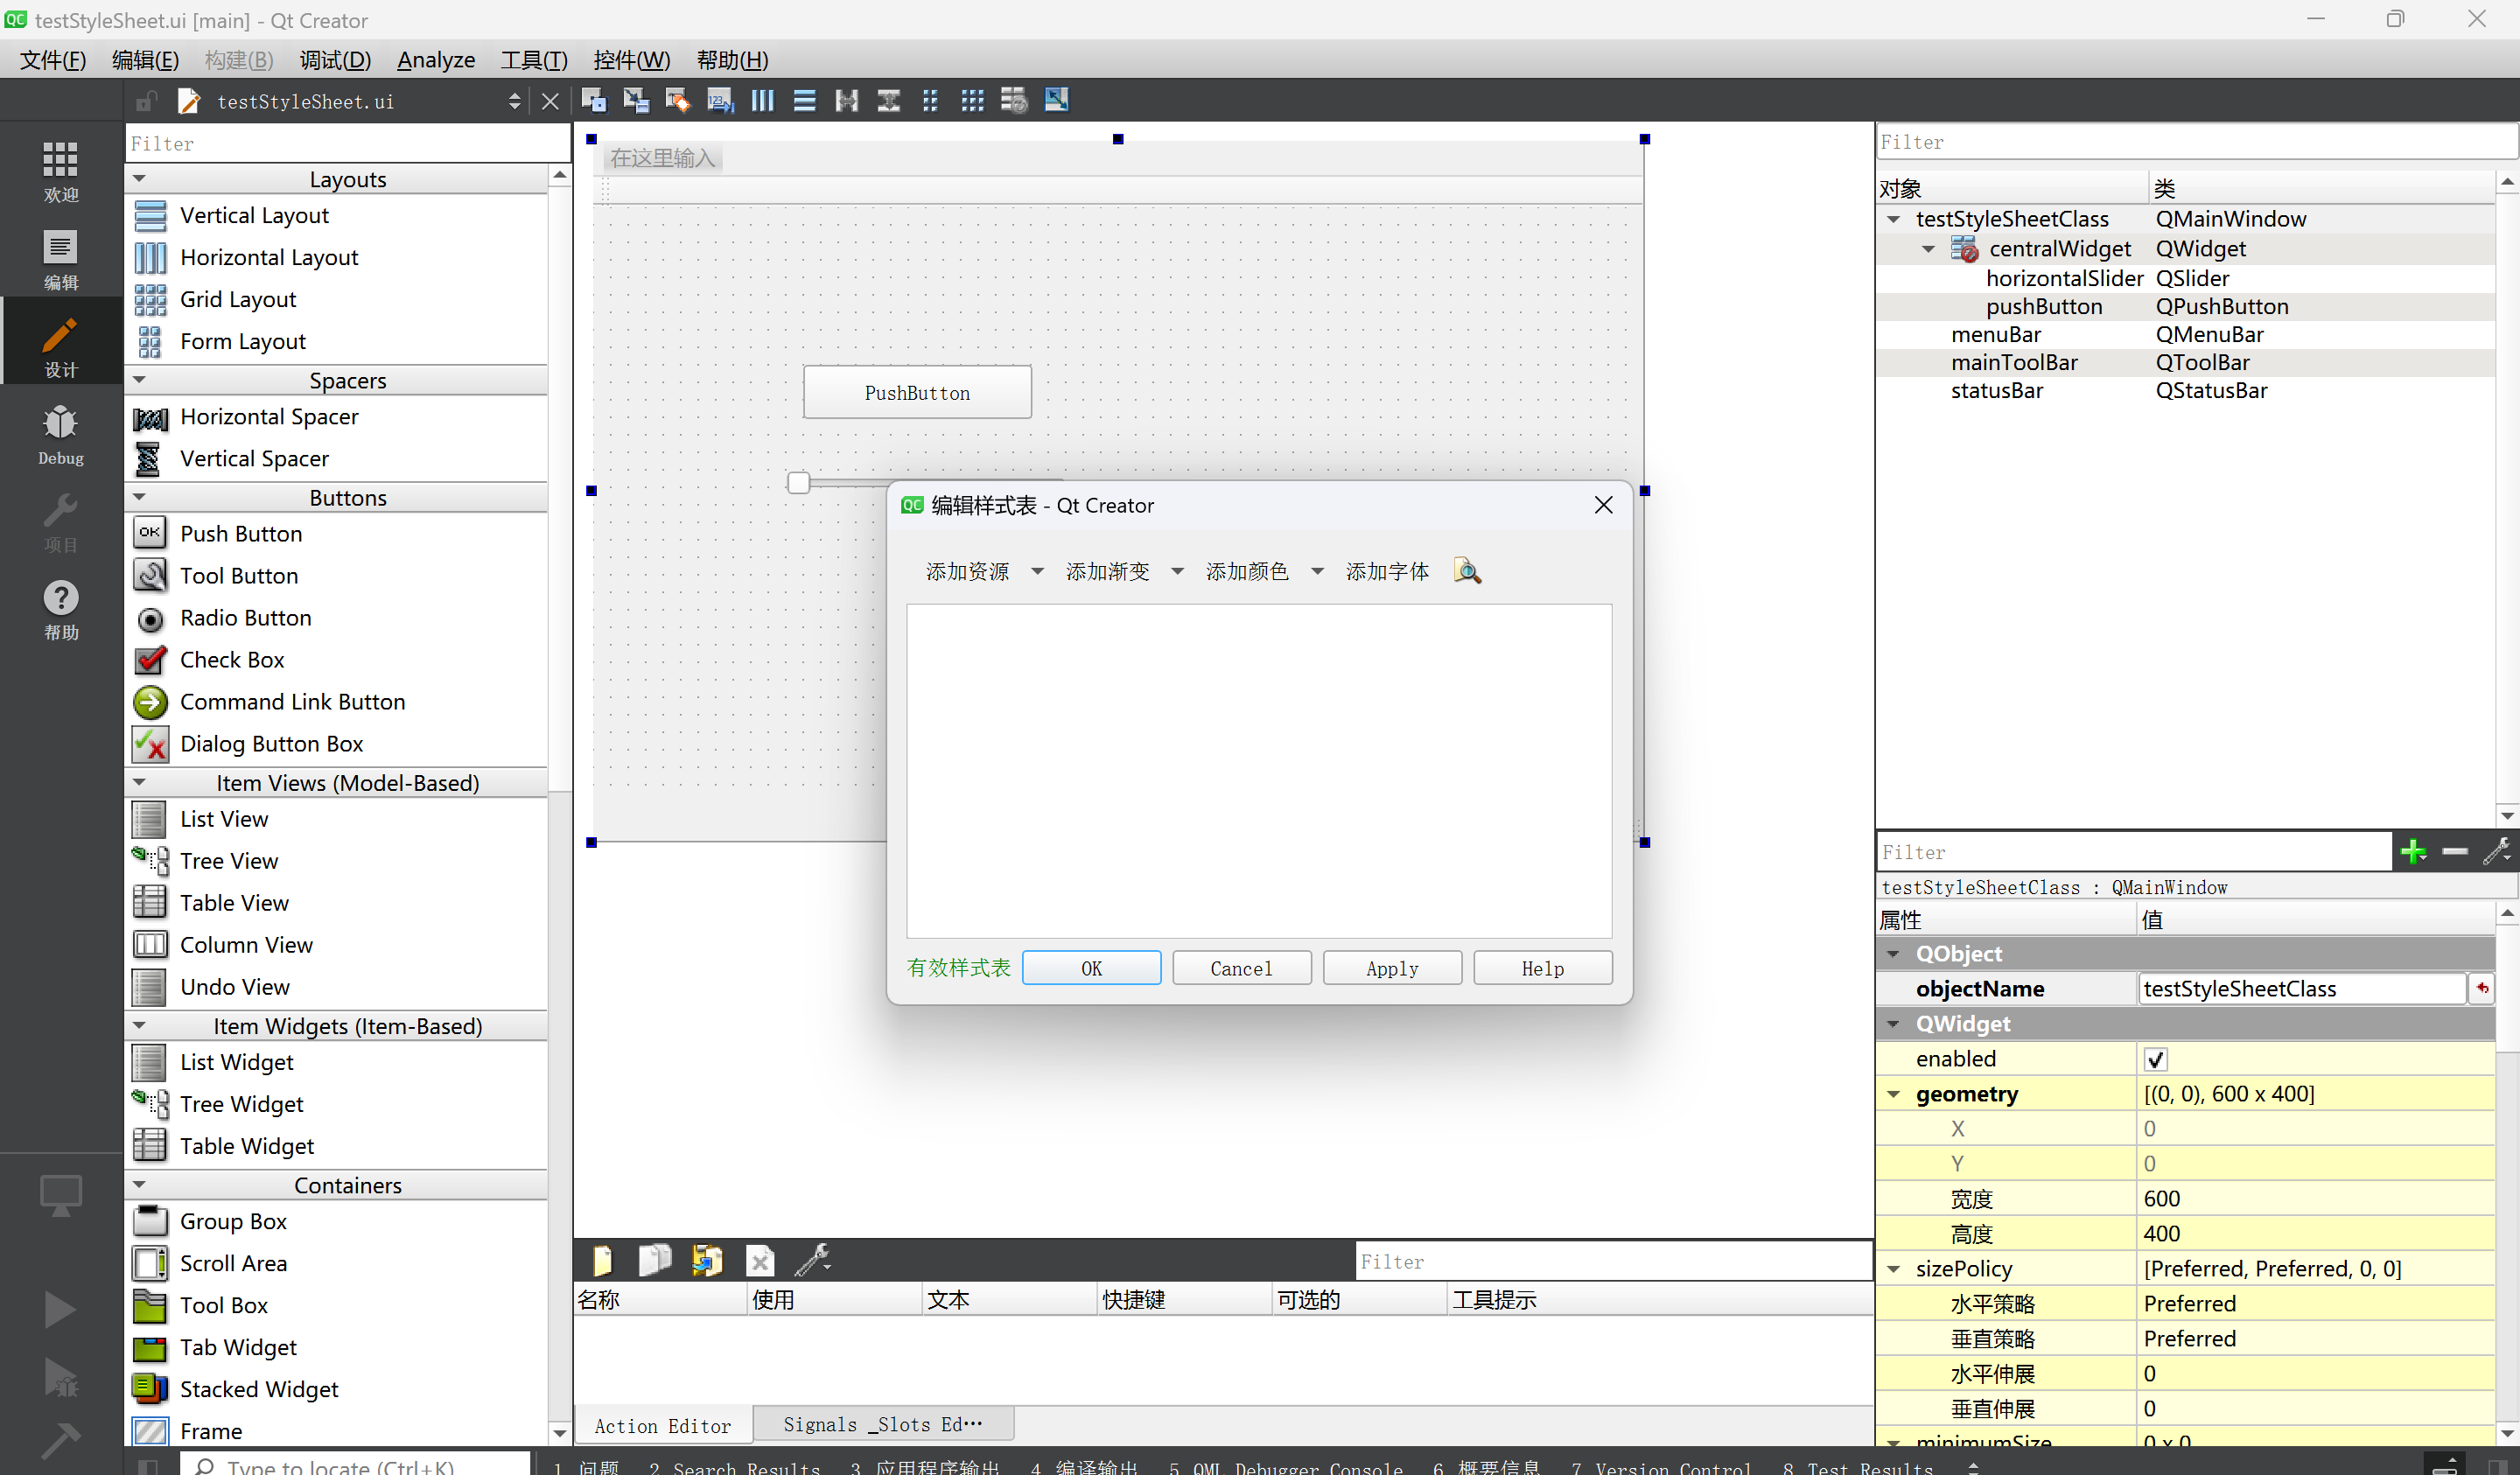 testStyleSheet.ui [main] - Qt Creator
文件(F) 编辑(E) 构建(B) 调试(D) Analyze 工具(T) 控件(W) 帮助(H)
testStyleSheet.ui
欢迎
编辑
设计
Debug
项目
帮助
Filter
Layouts
Vertical Layout
Horizontal Layout
Grid Layout
Form Layout
Spacers
Horizontal Spacer
Vertical Spacer
Buttons
Push Button
Tool Button
Radio Button
Check Box
Command Link Button
Dialog Button Box
Item Views (Model-Based)
List View
Tree View
Table View
Column View
Undo View
Item Widgets (Item-Based)
List Widget
Tree Widget
Table Widget
Containers
Group Box
Scroll Area
Tool Box
Tab Widget
Stacked Widget
Frame
在这里输入
PushButton
编辑样式表 - Qt Creator
添加资源 添加渐变 添加颜色 添加字体
有效样式表 OK Cancel Apply Help
Filter
名称 使用 文本 快捷键 可选的 工具提示
Action Editor Signals _Slots Ed…
Filter
对象 类
testStyleSheetClass QMainWindow
centralWidget QWidget
horizontalSlider QSlider
pushButton QPushButton
menuBar QMenuBar
mainToolBar QToolBar
statusBar QStatusBar
Filter
testStyleSheetClass : QMainWindow
属性 值
QObject
objectName testStyleSheetClass
QWidget
enabled
geometry [(0, 0), 600 x 400]
X 0
Y 0
宽度 600
高度 400
sizePolicy [Preferred, Preferred, 0, 0]
水平策略 Preferred
垂直策略 Preferred
水平伸展 0
垂直伸展 0
minimumSize 0 x 0
Type to locate (Ctrl+K) 1 问题 2 Search Results 3 应用程序输出 4 编译输出 5 QML Debugger Console 6 概要信息 7 Version Control 8 Test Results